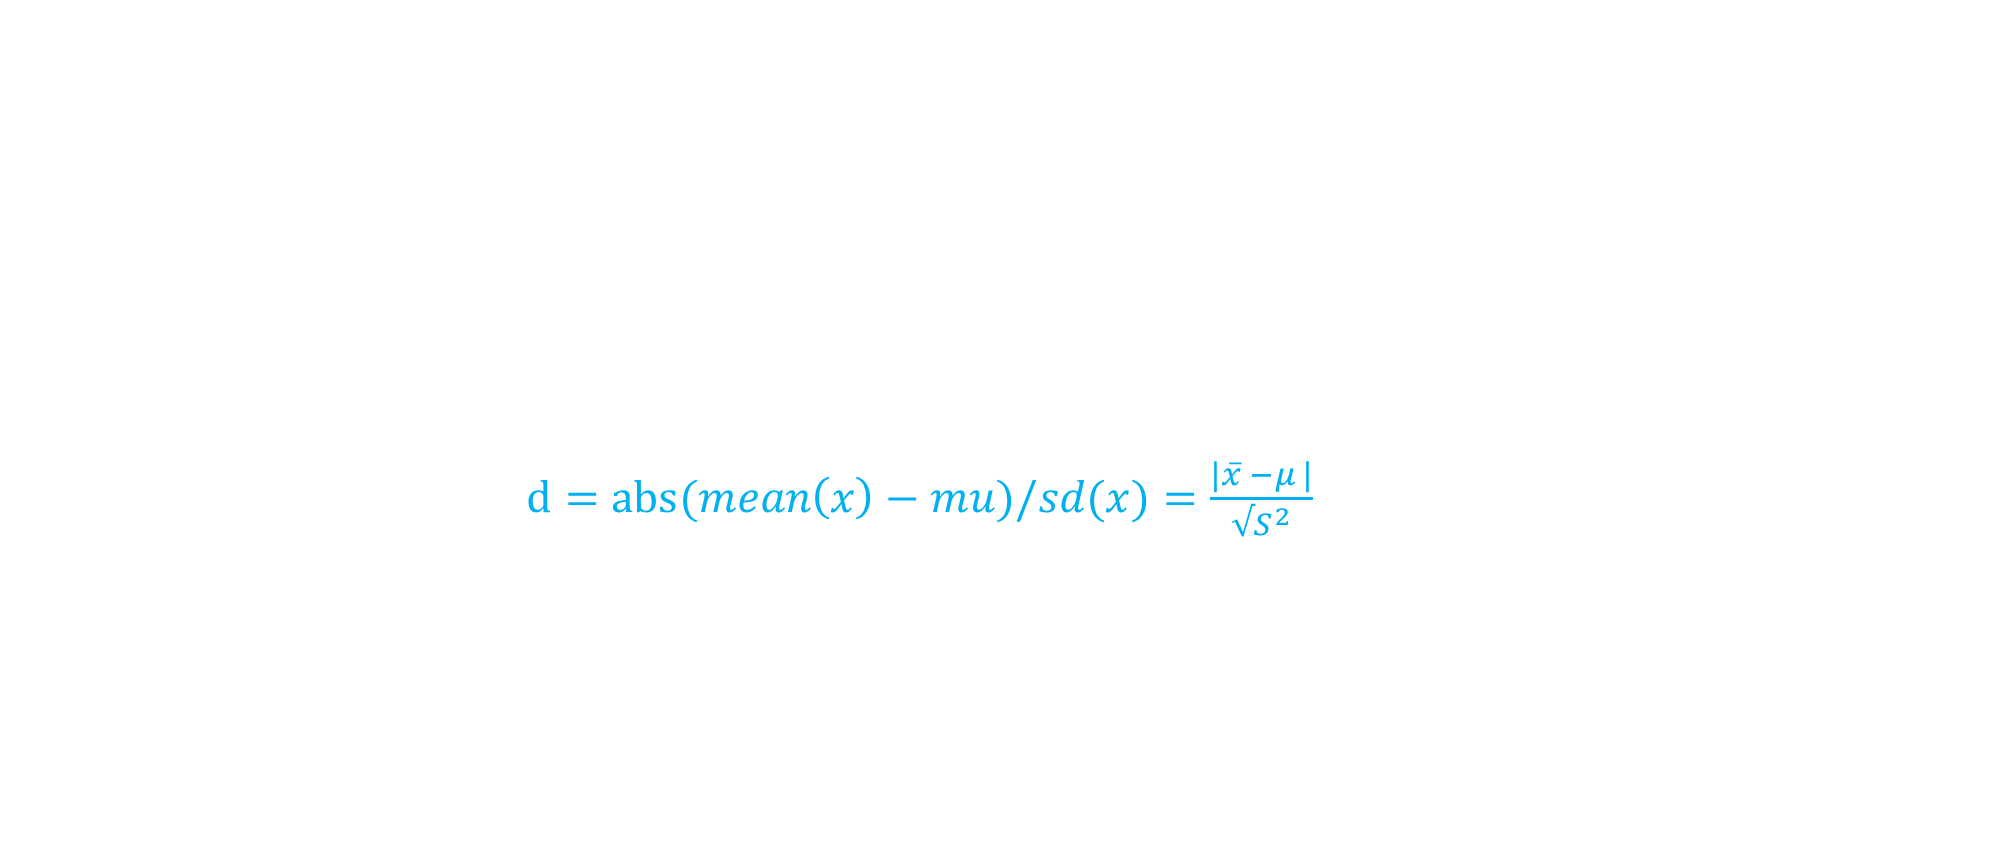 d = abs(mean(x) − mu)/sd(x) = |x̄ − μ| / √S²